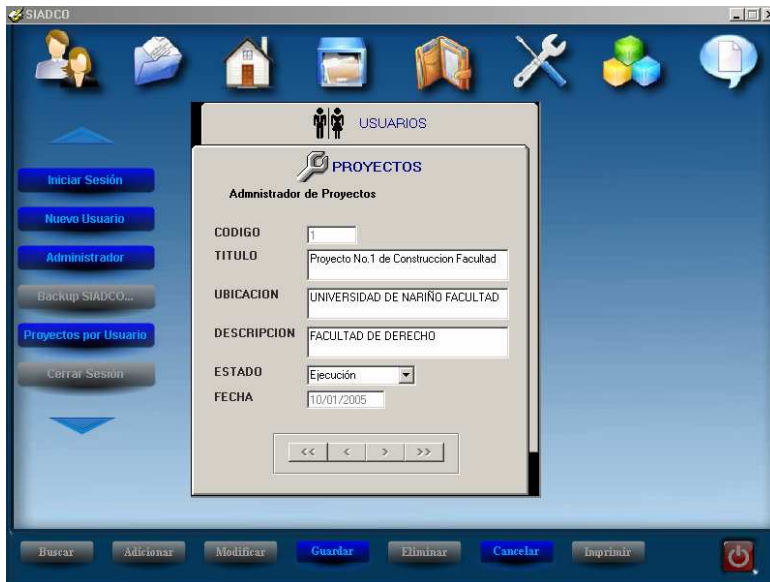 SIADCO
USUARIOS
PROYECTOS
Admnistrador de Proyectos
Iniciar Sesión
Nuevo Usuario
Administrador
Backup SIADCO...
Proyectos por Usuario
Cerrar Sesión
CODIGO 1
TITULO Proyecto No.1 de Construccion Facultad
UBICACION UNIVERSIDAD DE NARIÑO FACULTAD
DESCRIPCION FACULTAD DE DERECHO
ESTADO Ejecución
FECHA 10/01/2005
<< < > >>
Buscar Adicionar Modificar Guardar Eliminar Cancelar Imprimir